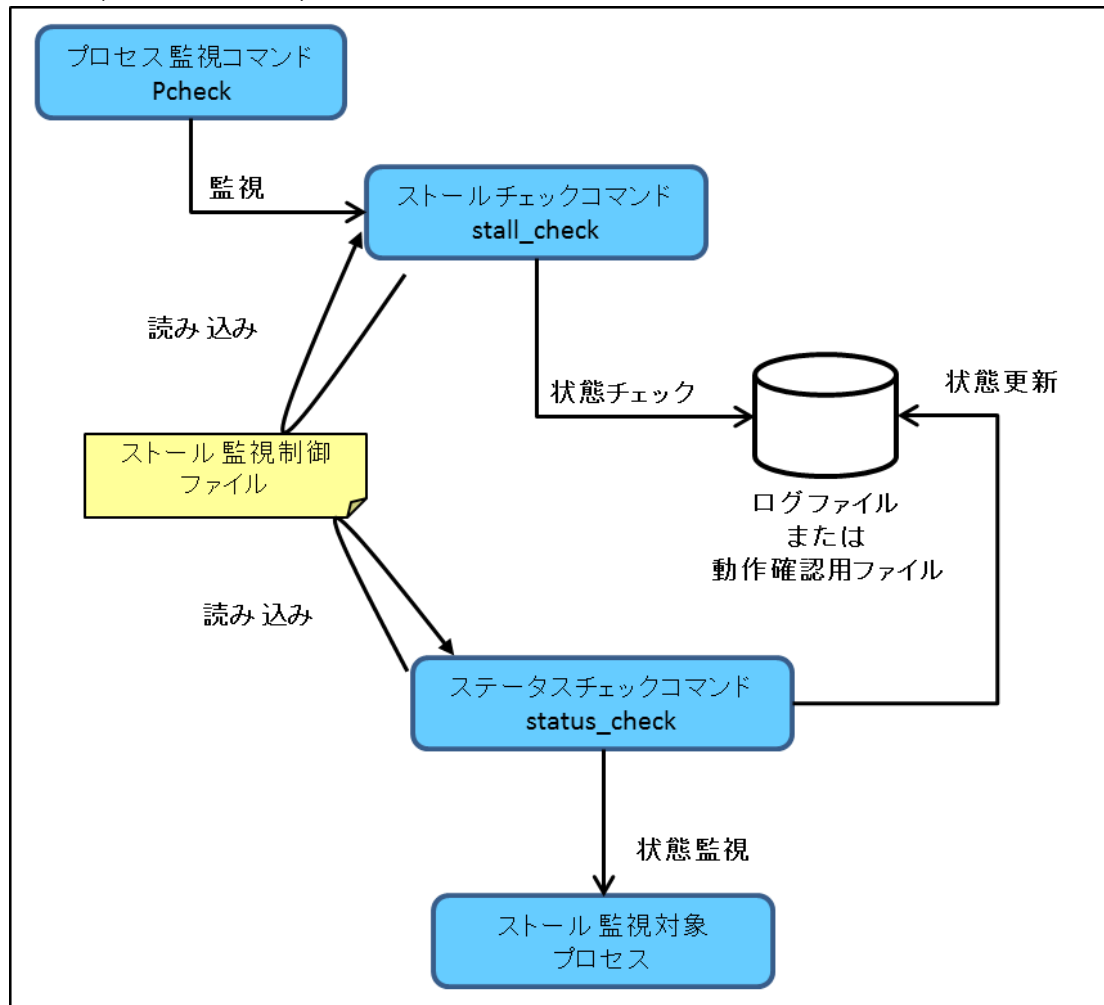 プロセス監視コマンド
Pcheck
監視
ストールチェックコマンド
stall_check
読み込み
状態チェック
状態更新
ストール監視制御
ファイル
ログファイル
または
動作確認用ファイル
読み込み
ステータスチェックコマンド
status_check
状態監視
ストール監視対象
プロセス